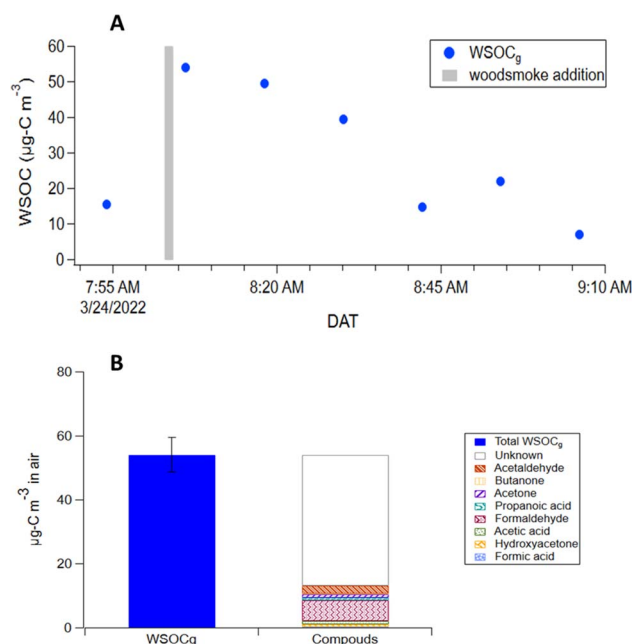 A
WSOC (µg-C m⁻³)
60
50
40
30
20
10
0
WSOCg
woodsmoke addition
7:55 AM
3/24/2022
8:20 AM
8:45 AM
9:10 AM
DAT
B
µg-C m⁻³ in air
80
60
40
20
0
WSOCg
Compouds
Total WSOCg
Unknown
Acetaldehyde
Butanone
Acetone
Propanoic acid
Formaldehyde
Acetic acid
Hydroxyacetone
Formic acid